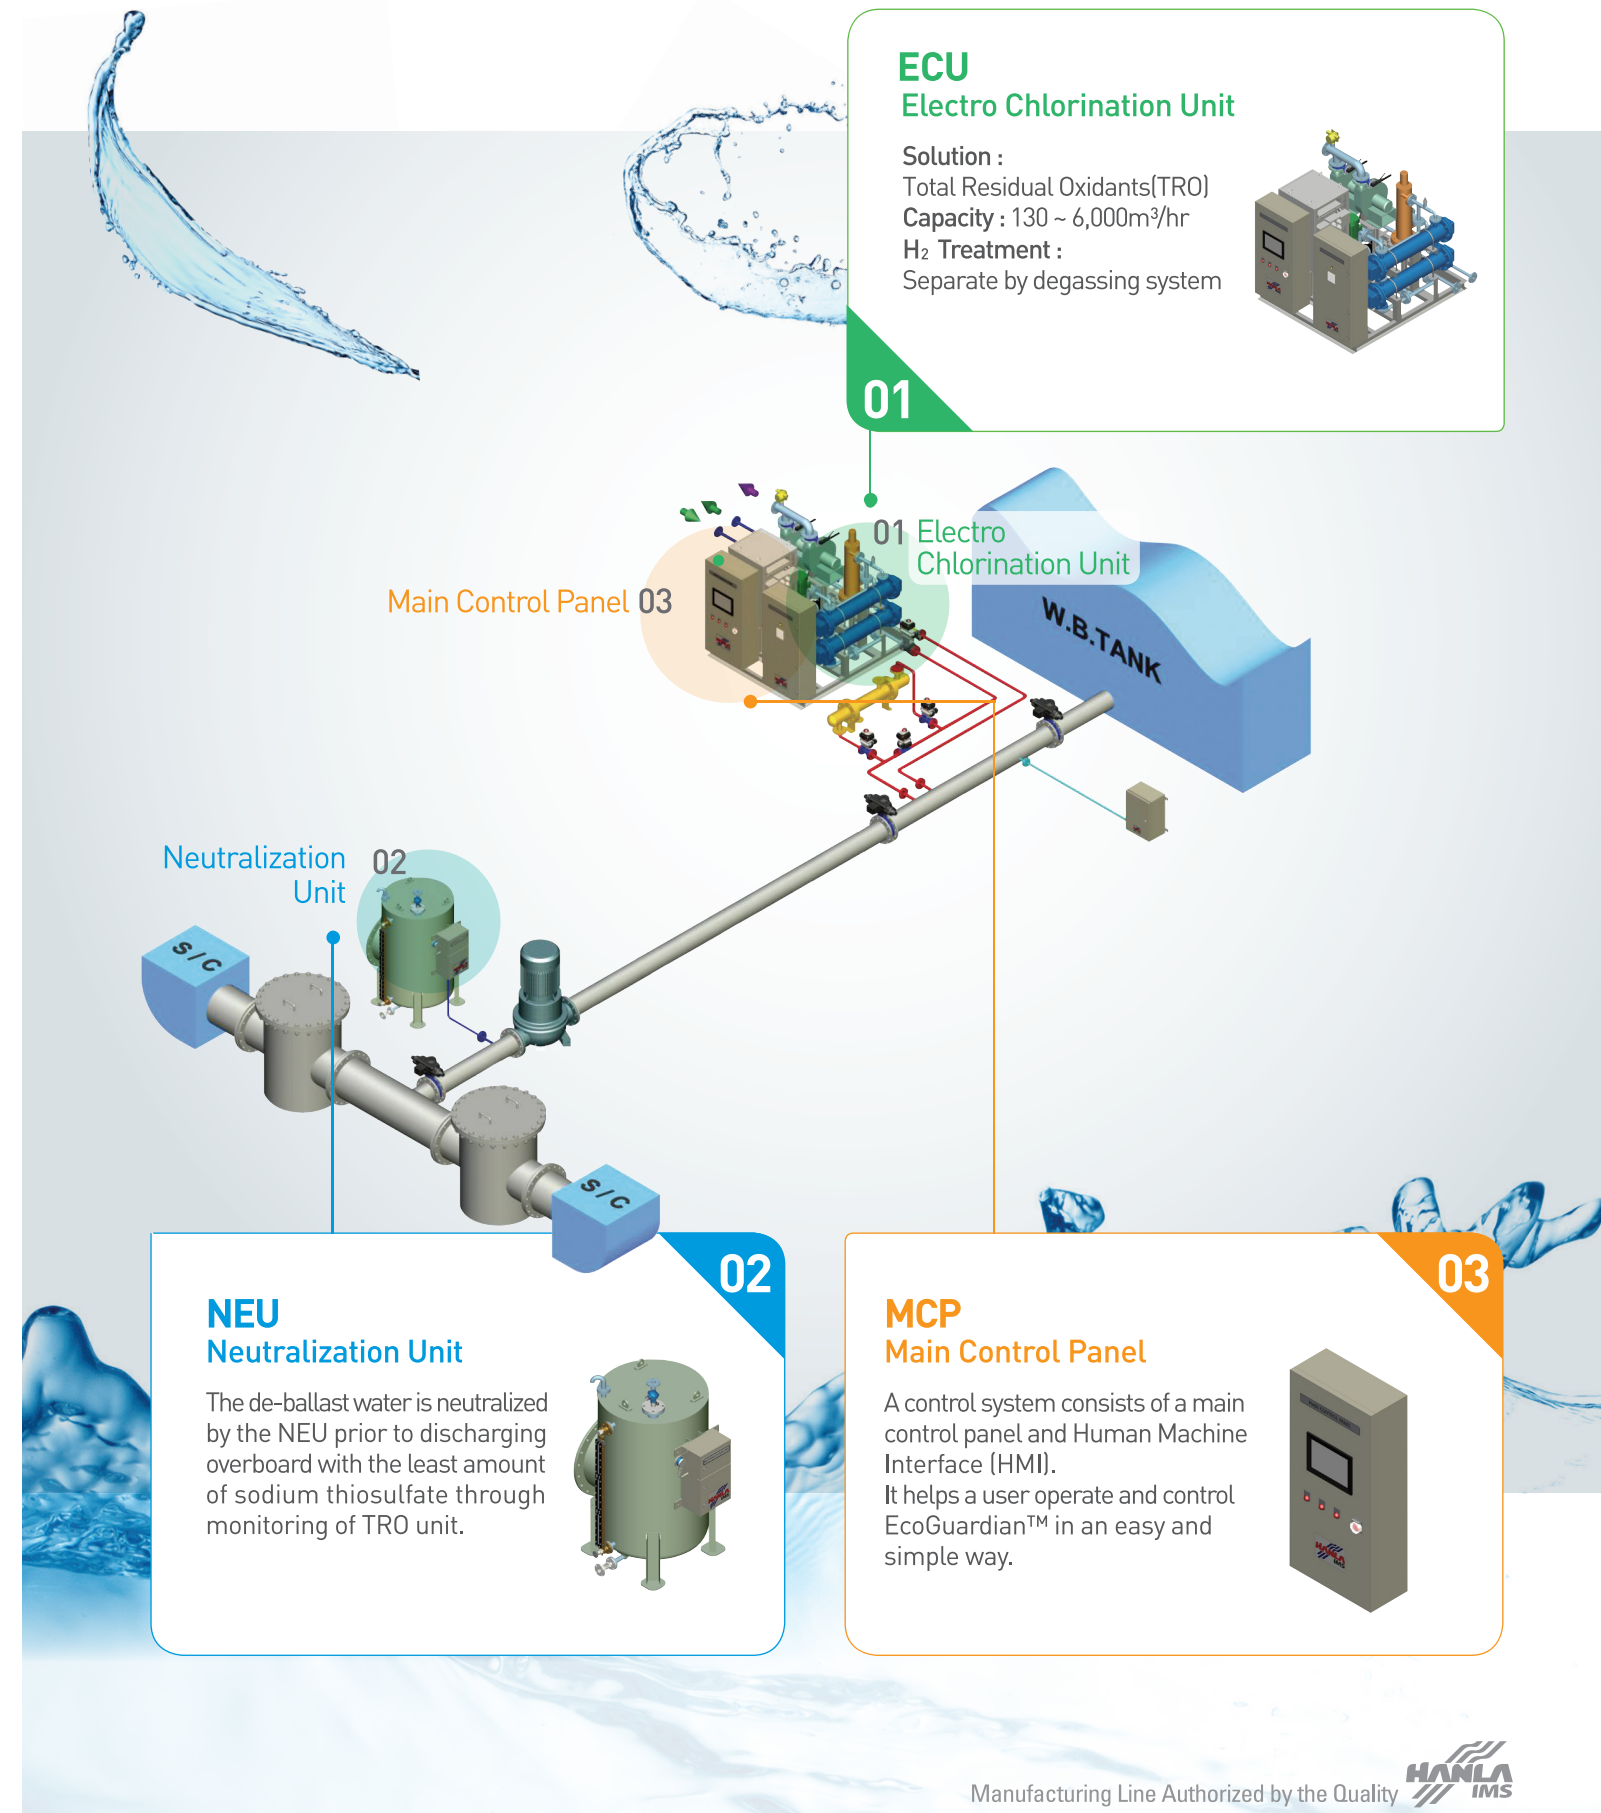 ECU
Electro Chlorination Unit
Solution :
Total Residual Oxidants(TRO)
Capacity : 130 ~ 6,000m³/hr
H₂ Treatment :
Separate by degassing system
01
01 Electro
Chlorination Unit
Main Control Panel 03
W.B.TANK
Neutralization
Unit
02
S/C
S/C
02
NEU
Neutralization Unit
The de-ballast water is neutralized
by the NEU prior to discharging
overboard with the least amount
of sodium thiosulfate through
monitoring of TRO unit.
03
MCP
Main Control Panel
A control system consists of a main
control panel and Human Machine
Interface (HMI).
It helps a user operate and control
EcoGuardian™ in an easy and
simple way.
HANLA
IMS
Manufacturing Line Authorized by the Quality
HANLA
IMS